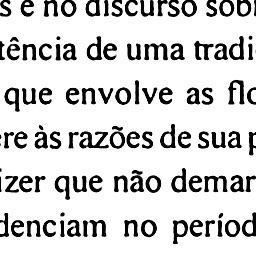 s e no discurso sob
tência de uma tradi
que envolve as flo
ere às razões de sua p
izer que não demar
denciam no períod